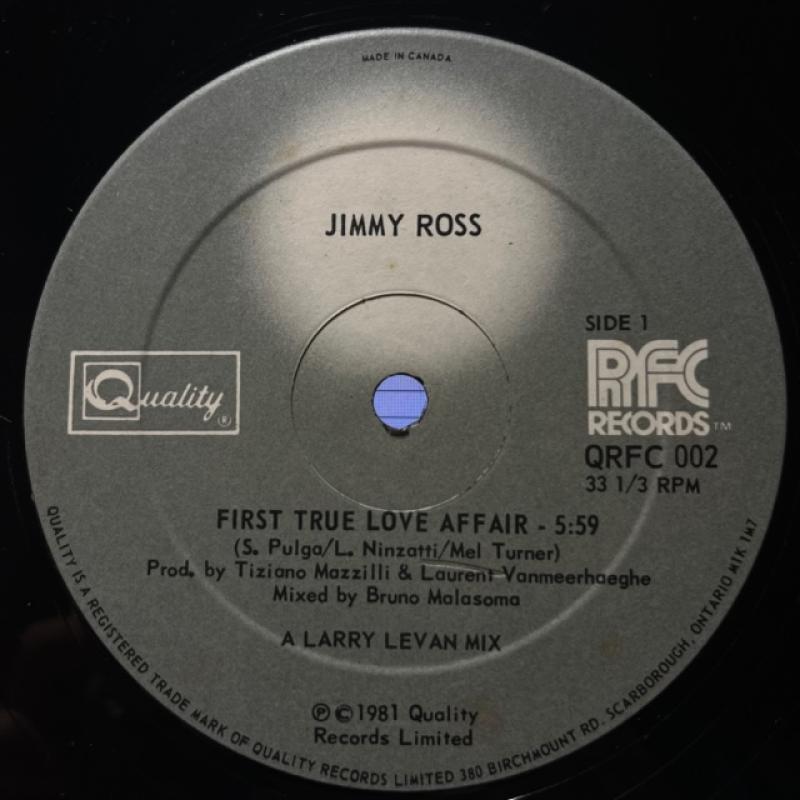 MADE IN CANADA
JIMMY ROSS
SIDE 1
RFC
RECORDS™
Quality®
QRFC 002
33 1/3 RPM
FIRST TRUE LOVE AFFAIR - 5:59
(S. Pulga/L. Ninzatti/Mel Turner)
Prod. by Tiziano Mazzilli & Laurent Vanmeerhaeghe
Mixed by Bruno Malasoma
A LARRY LEVAN MIX
℗©1981 Quality
Records Limited
QUALITY IS A REGISTERED TRADE MARK OF QUALITY RECORDS LIMITED 380 BIRCHMOUNT RD. SCARBOROUGH, ONTARIO M1K 1M7